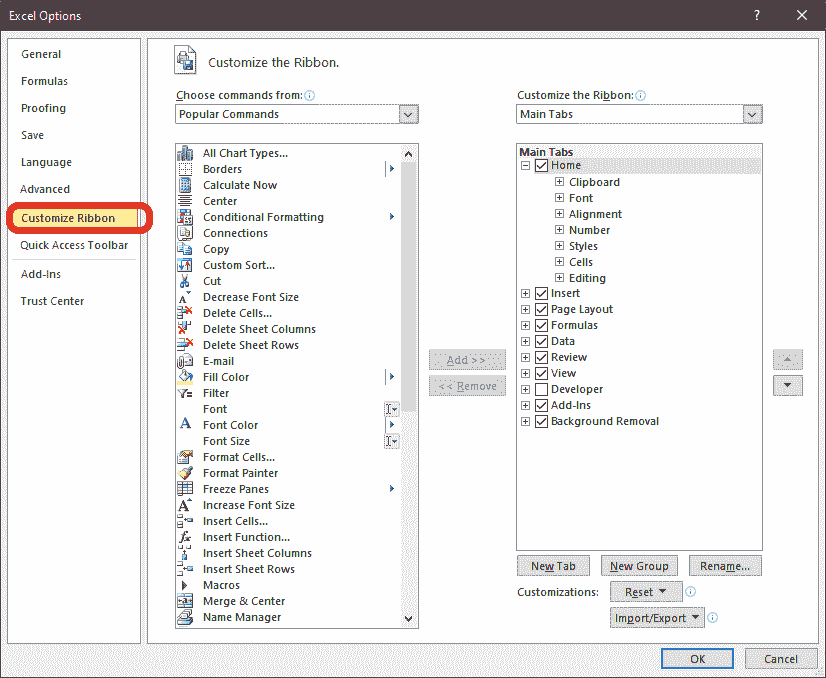 Excel Options
General
Formulas
Proofing
Save
Language
Advanced
Customize Ribbon
Quick Access Toolbar
Add-Ins
Trust Center
Customize the Ribbon.
Choose commands from:
Popular Commands
All Chart Types...
Borders
Calculate Now
Center
Conditional Formatting
Connections
Copy
Custom Sort...
Cut
Decrease Font Size
Delete Cells...
Delete Sheet Columns
Delete Sheet Rows
E-mail
Fill Color
Filter
Font
Font Color
Font Size
Format Cells...
Format Painter
Freeze Panes
Increase Font Size
Insert Cells...
Insert Function...
Insert Sheet Columns
Insert Sheet Rows
Macros
Merge & Center
Name Manager
Add >>
<< Remove
Customize the Ribbon:
Main Tabs
Main Tabs
Home
Clipboard
Font
Alignment
Number
Styles
Cells
Editing
Insert
Page Layout
Formulas
Data
Review
View
Developer
Add-Ins
Background Removal
New Tab
New Group
Rename...
Customizations:
Reset
Import/Export
OK
Cancel